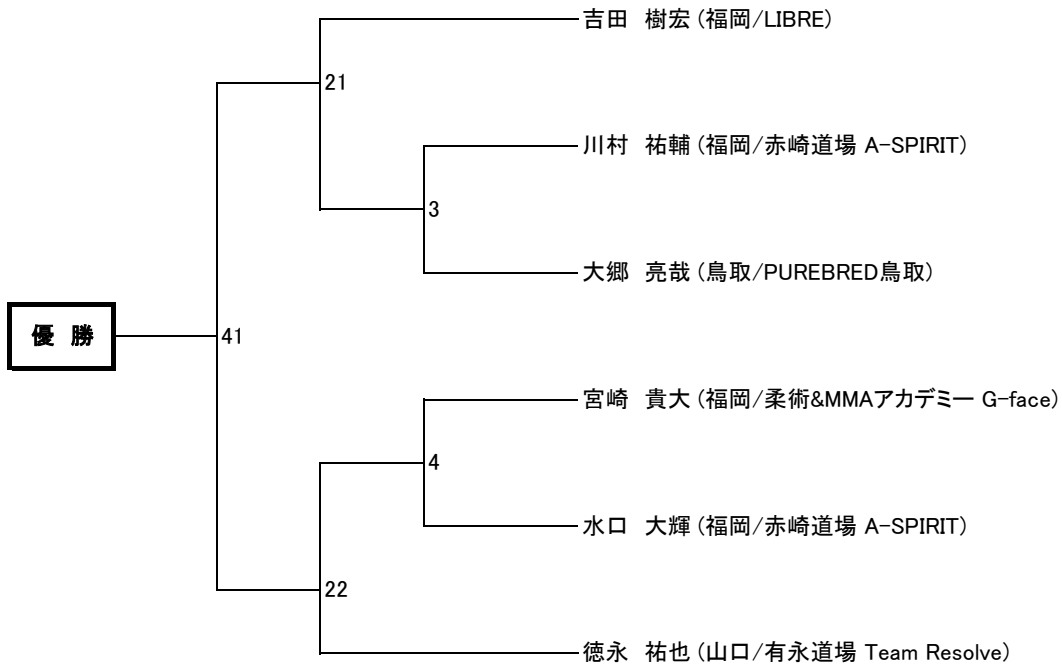 吉田　樹宏 (福岡/LIBRE)
21
川村　祐輔 (福岡/赤崎道場 A-SPIRIT)
3
大郷　亮哉 (鳥取/PUREBRED鳥取)
優　勝
41
宮崎　貴大 (福岡/柔術&MMAアカデミー G-face)
4
水口　大輝 (福岡/赤崎道場 A-SPIRIT)
22
徳永　祐也 (山口/有永道場 Team Resolve)